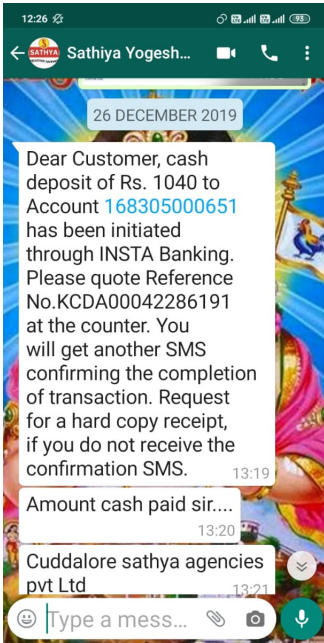 12:26
93
SATHYA
Sathiya Yogesh...
26 DECEMBER 2019
Dear Customer, cash
deposit of Rs. 1040 to
Account 168305000651
has been initiated
through INSTA Banking.
Please quote Reference
No.KCDA00042286191
at the counter. You
will get another SMS
confirming the completion
of transaction. Request
for a hard copy receipt,
if you do not receive the
confirmation SMS.
13:19
Amount cash paid sir....
13:20
Cuddalore sathya agencies
pvt Ltd
13:21
Type a mess...